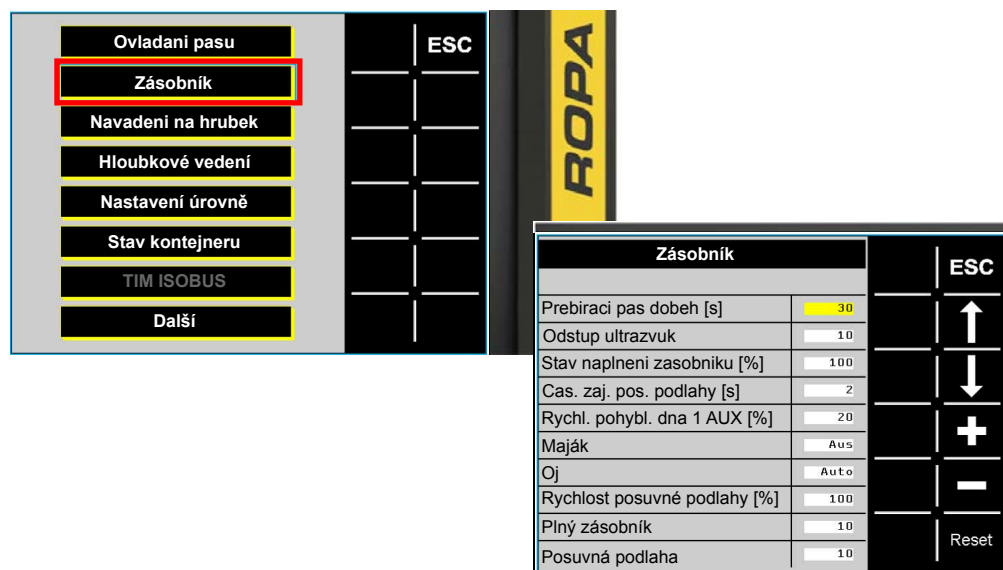 Ovladani pasu
ESC
Zásobník
Navadeni na hrubek
Hloubkové vedení
Nastavení úrovně
Stav kontejneru
TIM ISOBUS
Další
ROPA
Zásobník
ESC
Prebiraci pas dobeh [s] 30
Odstup ultrazvuk 10
Stav naplneni zasobniku [%] 100
Cas. zaj. pos. podlahy [s] 2
Rychl. pohybl. dna 1 AUX [%] 20
Maják Aus
Oj Auto
Rychlost posuvné podlahy [%] 100
Plný zásobník 10
Posuvná podlaha 10
Reset